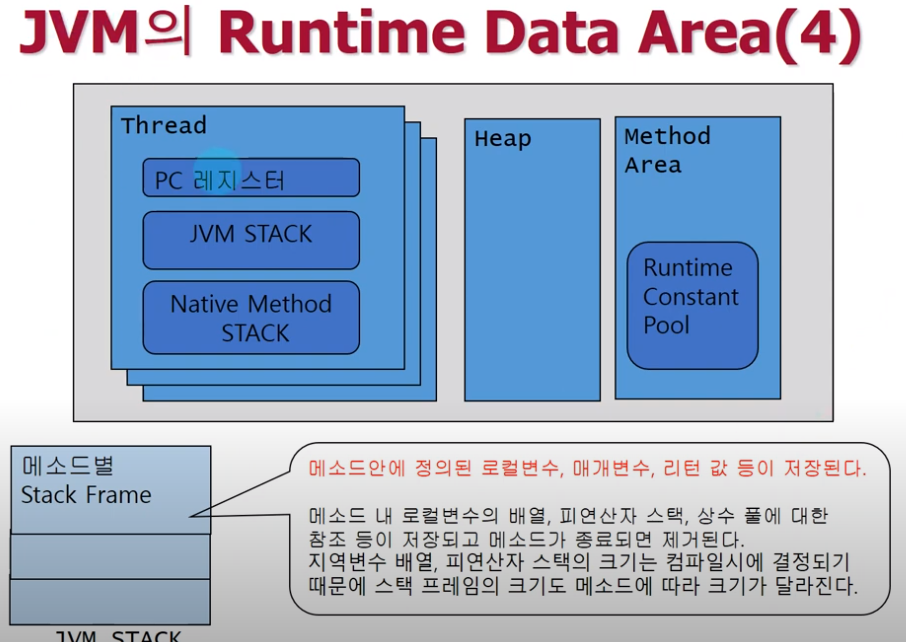 JVM의 Runtime Data Area(4)
Thread
PC 레지스터
JVM STACK
Native Method
STACK
Heap
Method
Area
Runtime
Constant
Pool
메소드별
Stack Frame
JVM STACK
메소드안에 정의된 로컬변수, 매개변수, 리턴 값 등이 저장된다.
메소드 내 로컬변수의 배열, 피연산자 스택, 상수 풀에 대한
참조 등이 저장되고 메소드가 종료되면 제거된다.
지역변수 배열, 피연산자 스택의 크기는 컴파일시에 결정되기
때문에 스택 프레임의 크기도 메소드에 따라 크기가 달라진다.